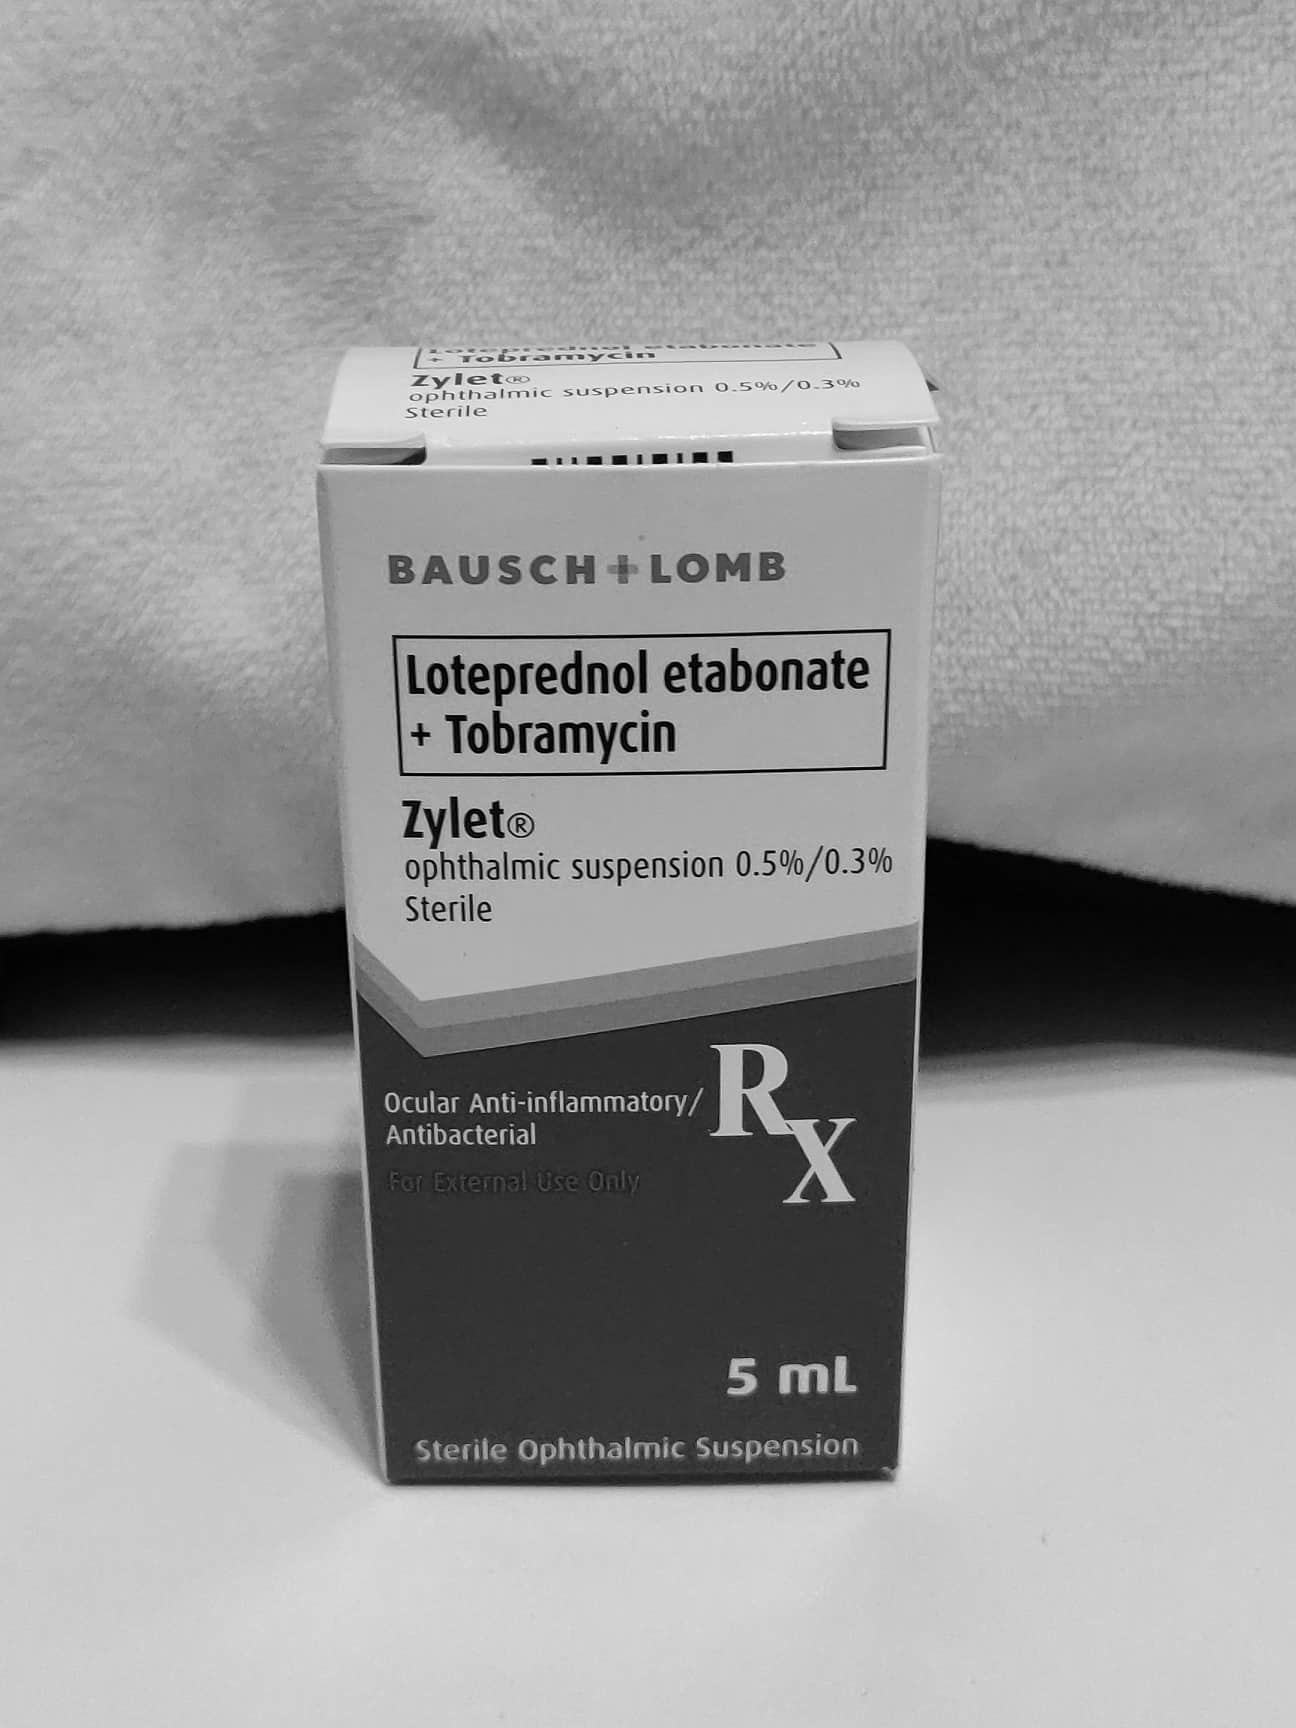 Loteprednol etabonate
+ Tobramycin
Zylet®
ophthalmic suspension 0.5%/0.3%
Sterile
BAUSCH+LOMB
Loteprednol etabonate
+ Tobramycin
Zylet®
ophthalmic suspension 0.5%/0.3%
Sterile
Ocular Anti-inflammatory/
Antibacterial
Rx
For External Use Only
5 mL
Sterile Ophthalmic Suspension